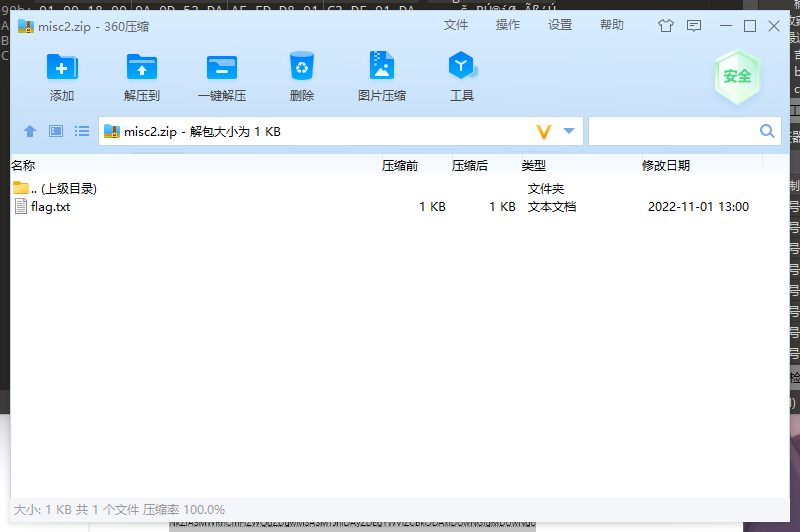 misc2.zip - 360压缩
文件 操作 设置 帮助
添加 解压到 一键解压 删除 图片压缩 工具
安全
misc2.zip - 解包大小为 1 KB
名称 压缩前 压缩后 类型 修改日期
.. (上级目录) 文件夹
flag.txt 1 KB 1 KB 文本文档 2022-11-01 13:00
大小: 1 KB 共 1 个文件 压缩率 100.0%